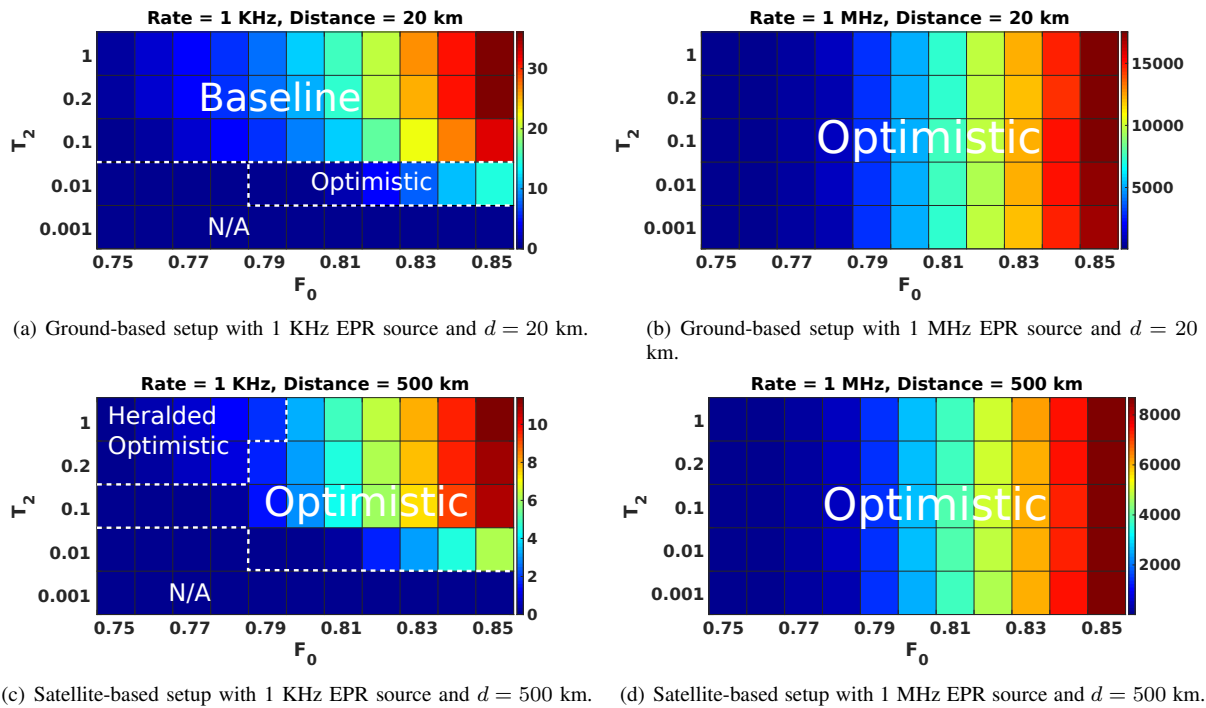 Rate = 1 KHz, Distance = 20 km
1
0.2
0.1
0.01
0.001
T2
Baseline
Optimistic
N/A
30
20
10
0
0.75 0.77 0.79 0.81 0.83 0.85
F0
(a) Ground-based setup with 1 KHz EPR source and d = 20 km.
Rate = 1 MHz, Distance = 20 km
1
0.2
0.1
0.01
0.001
T2
Optimistic
15000
10000
5000
0.75 0.77 0.79 0.81 0.83 0.85
F0
(b) Ground-based setup with 1 MHz EPR source and d = 20
km.
Rate = 1 KHz, Distance = 500 km
1
0.2
0.1
0.01
0.001
T2
Heralded
Optimistic
Optimistic
N/A
10
8
6
4
2
0
0.75 0.77 0.79 0.81 0.83 0.85
F0
(c) Satellite-based setup with 1 KHz EPR source and d = 500 km.
Rate = 1 MHz, Distance = 500 km
1
0.2
0.1
0.01
0.001
T2
Optimistic
8000
6000
4000
2000
0.75 0.77 0.79 0.81 0.83 0.85
F0
(d) Satellite-based setup with 1 MHz EPR source and d = 500 km.